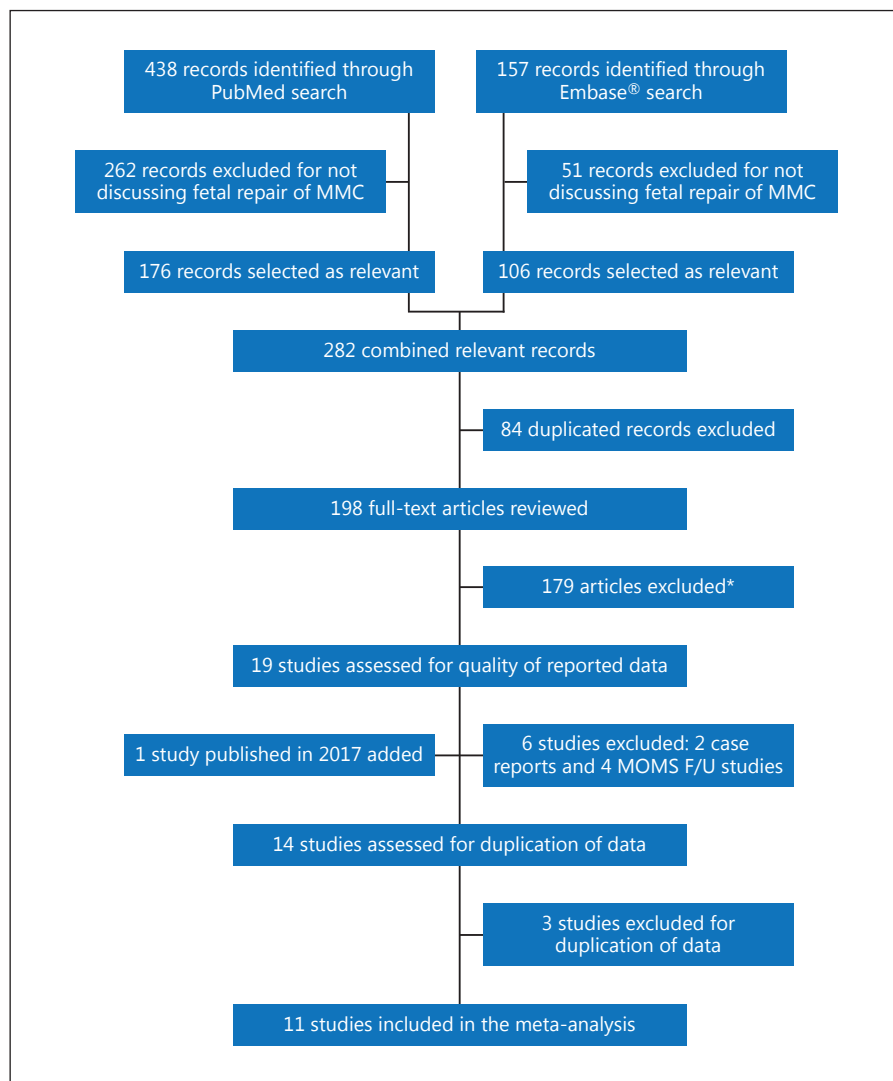 438 records identified through
PubMed search
157 records identified through
Embase® search
262 records excluded for not
discussing fetal repair of MMC
51 records excluded for not
discussing fetal repair of MMC
176 records selected as relevant
106 records selected as relevant
282 combined relevant records
84 duplicated records excluded
198 full-text articles reviewed
179 articles excluded*
19 studies assessed for quality of reported data
1 study published in 2017 added
6 studies excluded: 2 case
reports and 4 MOMS F/U studies
14 studies assessed for duplication of data
3 studies excluded for
duplication of data
11 studies included in the meta-analysis